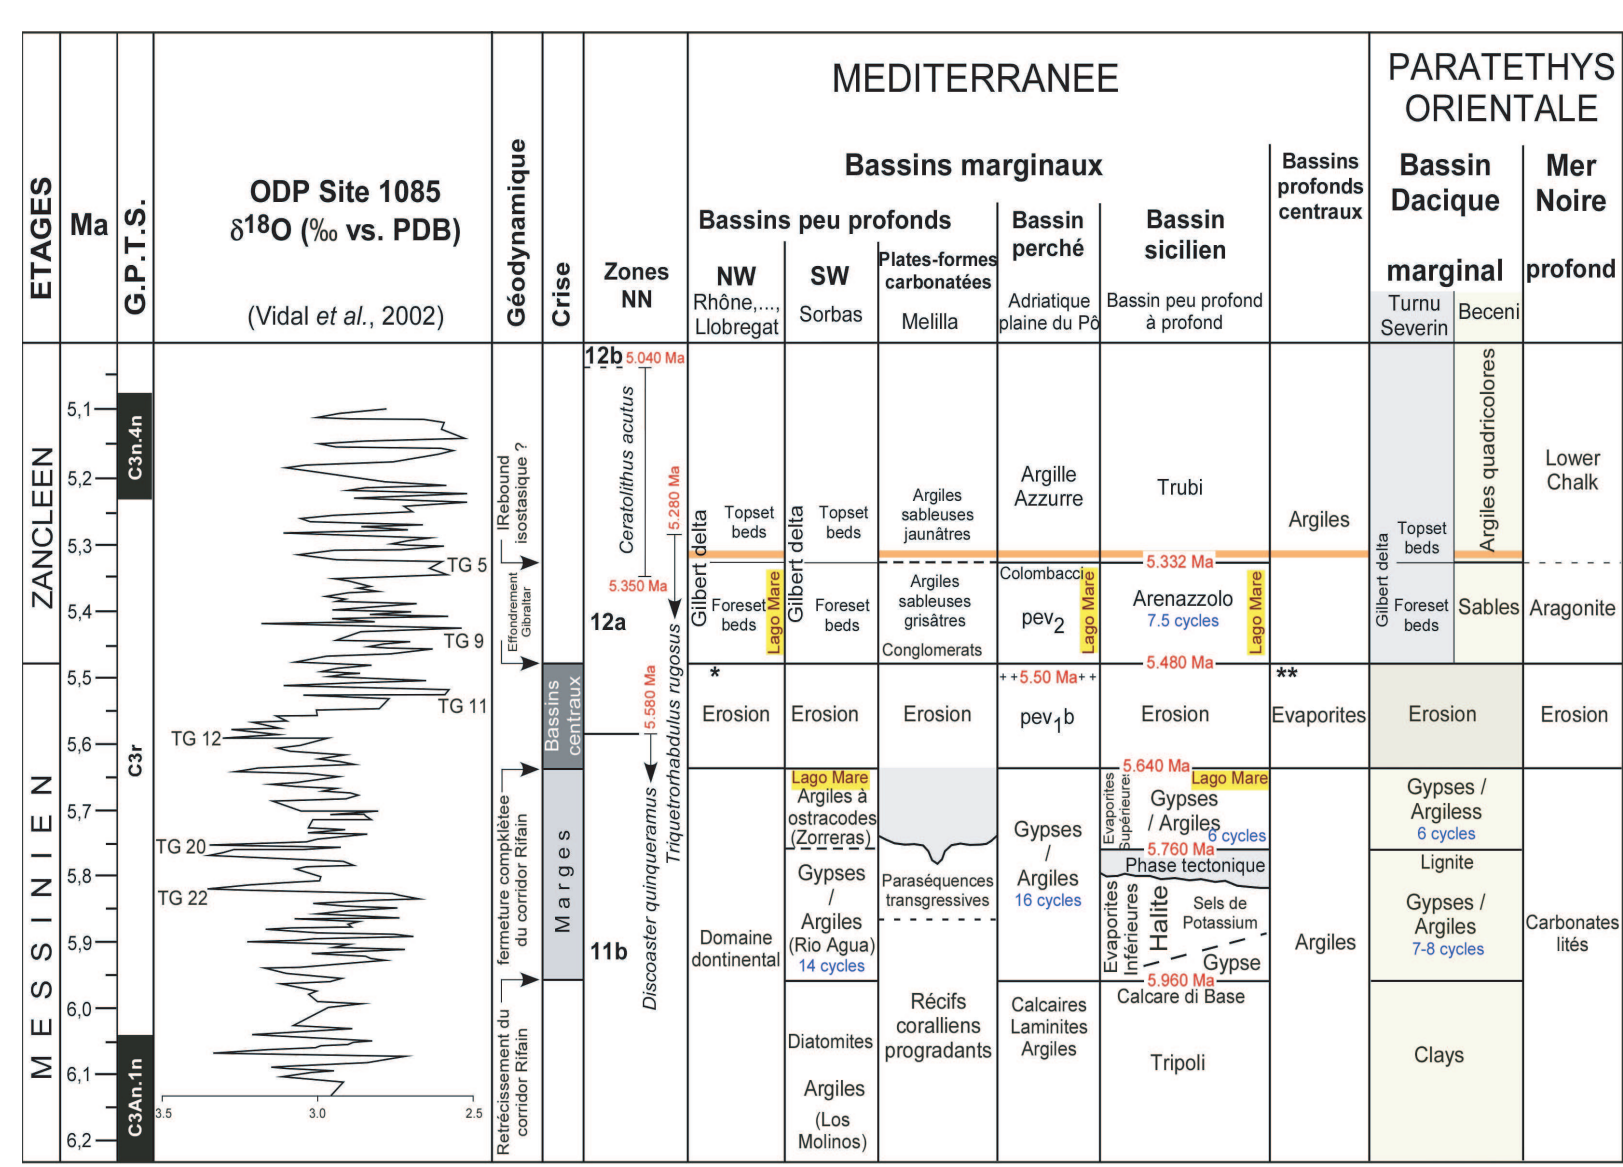 MEDITERRANEE
PARATETHYS
ORIENTALE
ETAGES
Ma
G.P.T.S.
ODP Site 1085
δ18O (‰ vs. PDB)
(Vidal et al., 2002)
Géodynamique
Crise
Zones
NN
Bassins marginaux
Bassins peu profonds
NW
Rhône,...,
Llobregat
SW
Sorbas
Plates-formes
carbonatées
Melilla
Bassin
perché
Adriatique
plaine du Pô
Bassin
sicilien
Bassin peu profond
à profond
Bassins
profonds
centraux
Bassin
Dacique
marginal
Turnu
Severin
Beceni
Mer
Noire
profond
ZANCLEEN
MESSINIEN
5,1
5,2
5,3
5,4
5,5
5,6
5,7
5,8
5,9
6,0
6,1
6,2
C3n.4n
C3r
C3An.1n
TG 5
TG 9
TG 11
TG 12
TG 20
TG 22
3.5
3.0
2.5
IRebound
isostasique ?
Effondrement
Gibraltar
fermeture complètee
du corridor Rifain
Retrécissement du
corridor Rifain
Bassins
centraux
Marges
12b
5.040 Ma
Ceratolithus acutus
5.350 Ma
5.280 Ma
Triquetrorhabdulus rugosus
12a
5.580 Ma
Discoaster quinqueramus
11b
Gilbert delta
Topset
beds
Foreset
beds
Lago Mare
*
Erosion
Domaine
dontinental
Gilbert delta
Topset
beds
Foreset
beds
Erosion
Lago Mare
Argiles à
ostracodes
(Zorreras)
Gypses
/
Argiles
(Rio Agua)
14 cycles
Diatomites
Argiles
(Los
Molinos)
Argiles
sableuses
jaunâtres
Argiles
sableuses
grisâtres
Conglomerats
Erosion
Paraséquences
transgressives
Récifs
coralliens
progradants
Argille
Azzurre
Colombacci
pev2
Lago Mare
++5.50 Ma++
pev1b
Gypses
/
Argiles
16 cycles
Calcaires
Laminites
Argiles
Trubi
5.332 Ma
Arenazzolo
7.5 cycles
Lago Mare
5.480 Ma
Erosion
5.640 Ma
Evaporites
Supérieures
Lago Mare
Gypses
/ Argiles
6 cycles
5.760 Ma
Phase tectonique
Evaporites
Inférieures
Halite
Sels de
Potassium
Gypse
5.960 Ma
Calcare di Base
Tripoli
Argiles
**
Evaporites
Argiles
Gilbert delta
Topset
beds
Foreset
beds
Argiles quadricolores
Sables
Erosion
Gypses /
Argiless
6 cycles
Lignite
Gypses /
Argiles
7-8 cycles
Clays
Lower
Chalk
Aragonite
Erosion
Carbonates
lités